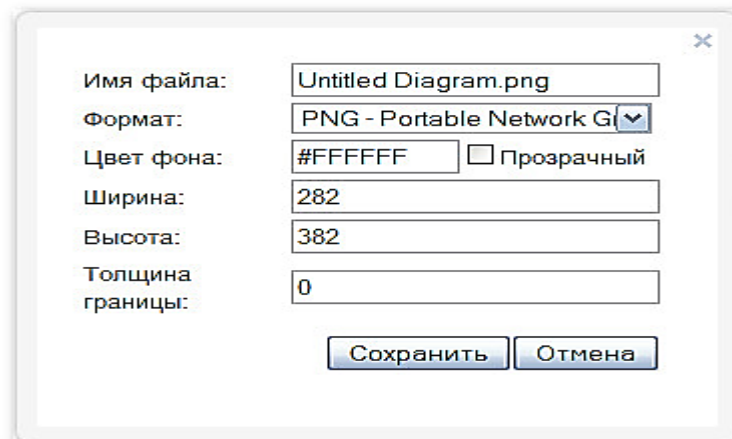 Имя файла: Untitled Diagram.png
Формат: PNG - Portable Network Gr
Цвет фона: #FFFFFF Прозрачный
Ширина: 282
Высота: 382
Толщина
границы: 0
Сохранить Отмена